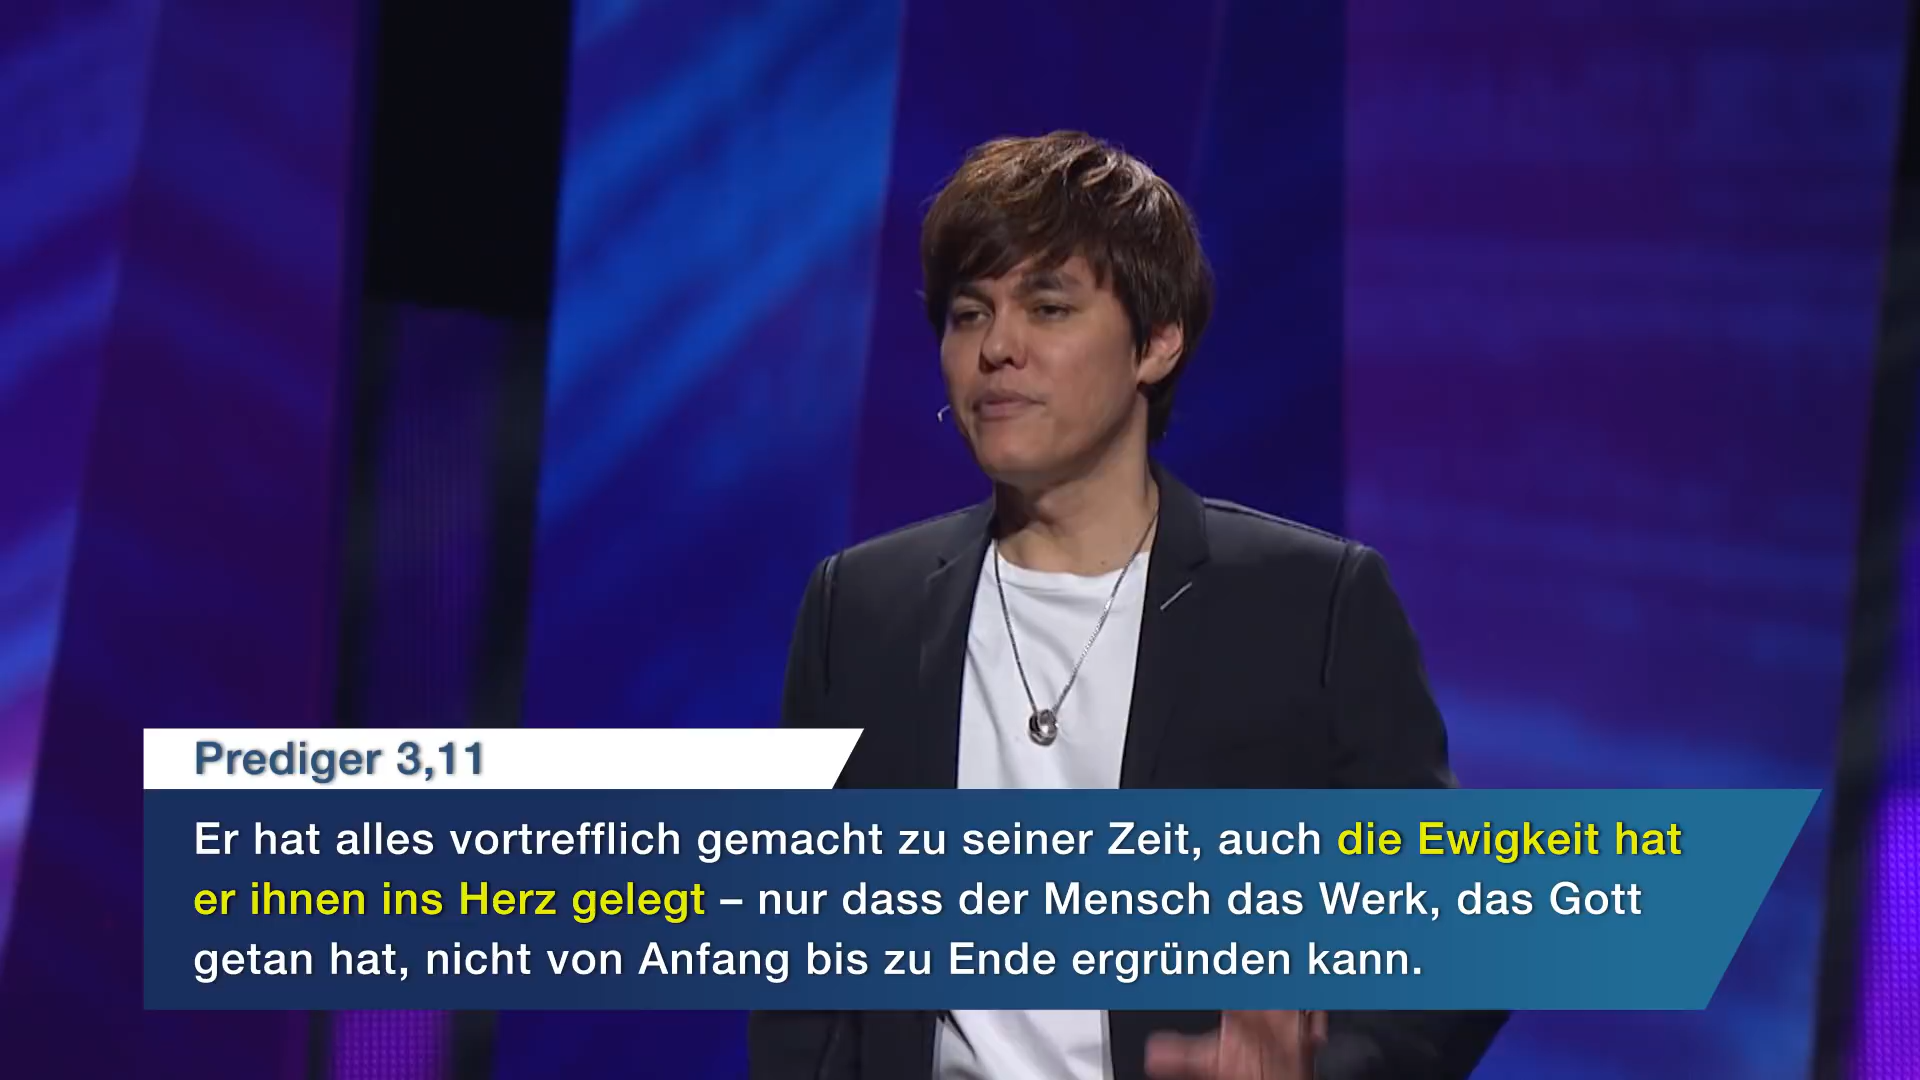 Prediger 3,11
Er hat alles vortrefflich gemacht zu seiner Zeit, auch die Ewigkeit hat
er ihnen ins Herz gelegt – nur dass der Mensch das Werk, das Gott
getan hat, nicht von Anfang bis zu Ende ergründen kann.